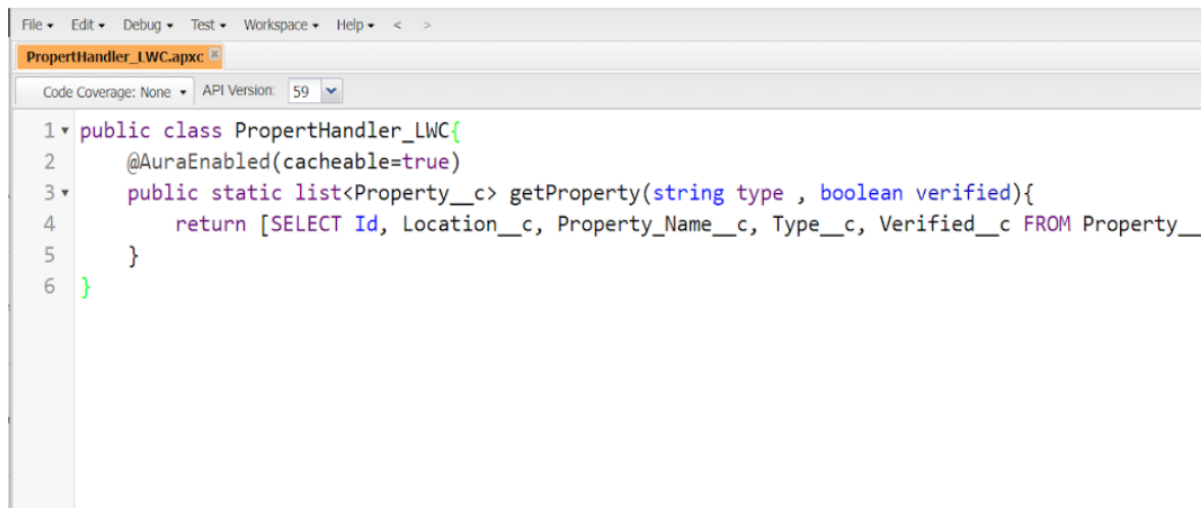 File Edit Debug Test Workspace Help < >
PropertHandler_LWC.apxc
Code Coverage: None API Version: 59
1 public class PropertHandler_LWC{
2 @AuraEnabled(cacheable=true)
3 public static list<Property__c> getProperty(string type , boolean verified){
4 return [SELECT Id, Location__c, Property_Name__c, Type__c, Verified__c FROM Property__
5 }
6 }